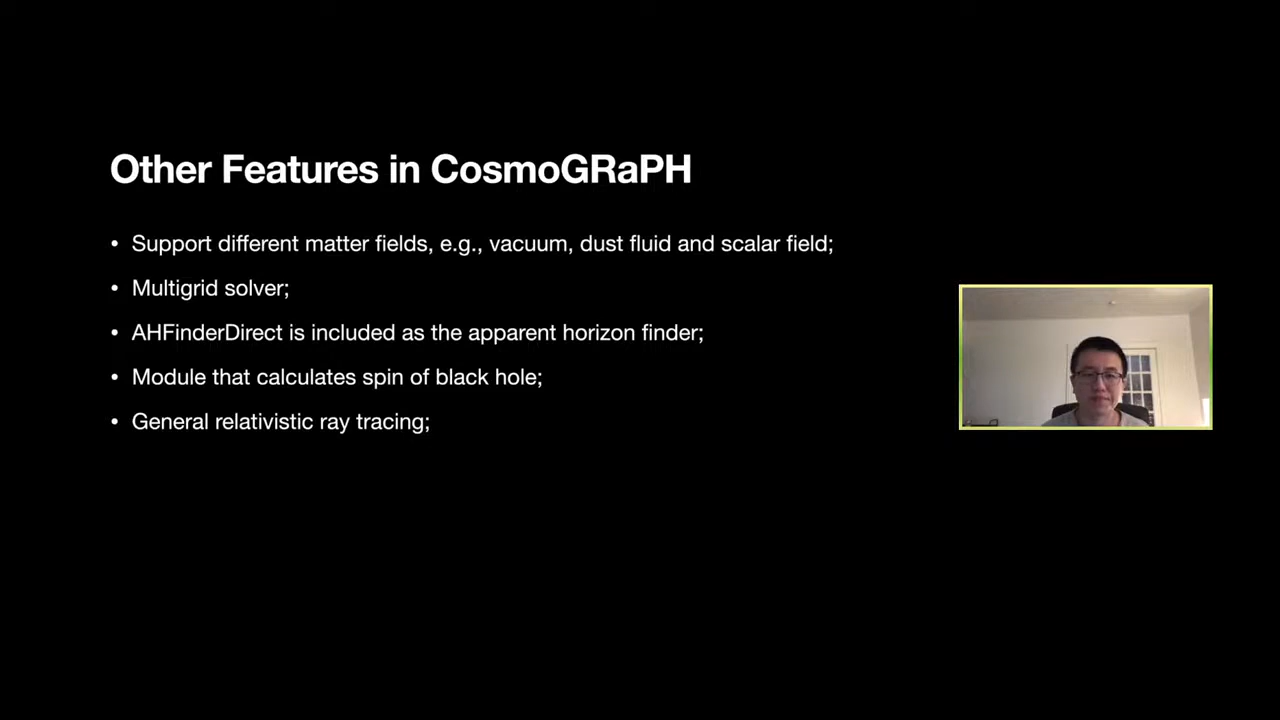 Other Features in CosmoGRaPH
• Support different matter fields, e.g., vacuum, dust fluid and scalar field;
• Multigrid solver;
• AHFinderDirect is included as the apparent horizon finder;
• Module that calculates spin of black hole;
• General relativistic ray tracing;